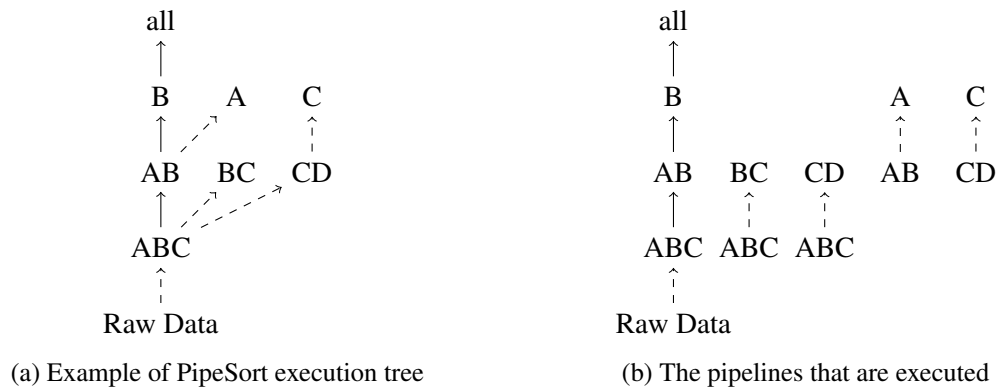 all
B A C
AB BC CD
ABC
Raw Data
(a) Example of PipeSort execution tree
all
B A C
AB BC CD AB CD
ABC ABC ABC
Raw Data
(b) The pipelines that are executed